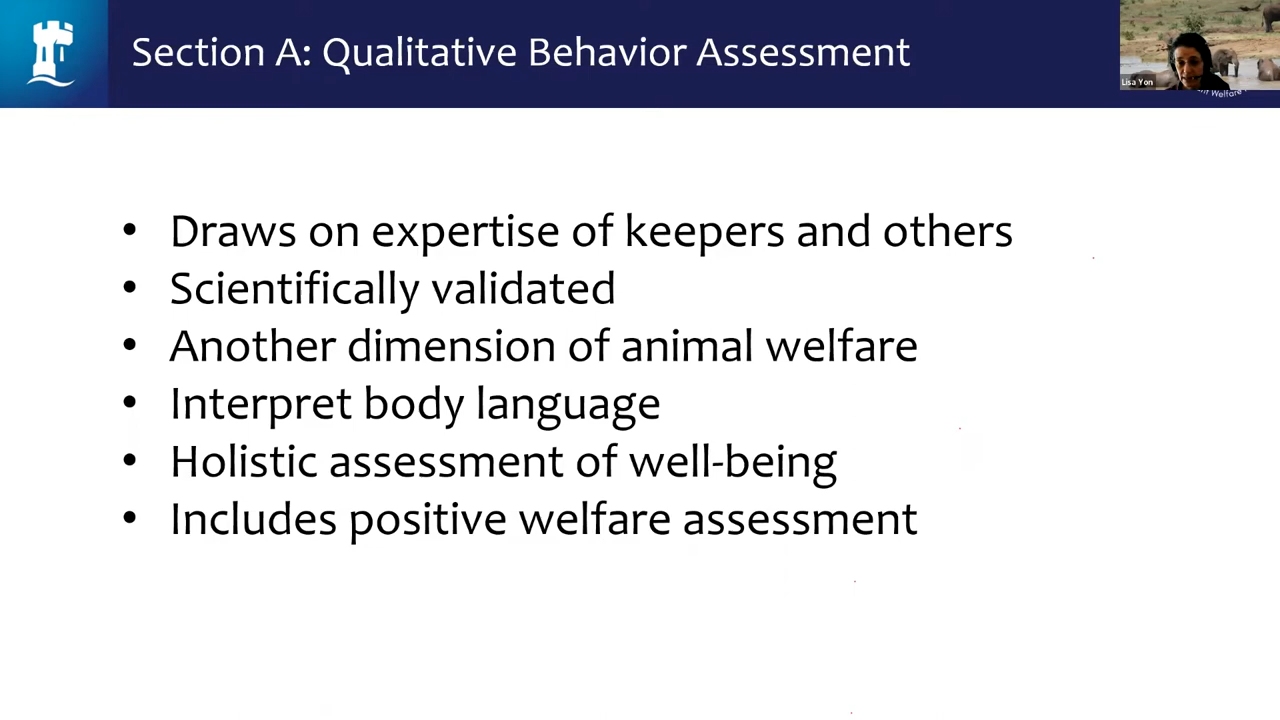 Section A: Qualitative Behavior Assessment
Lisa Yon
Welfare
• Draws on expertise of keepers and others
• Scientifically validated
• Another dimension of animal welfare
• Interpret body language
• Holistic assessment of well-being
• Includes positive welfare assessment